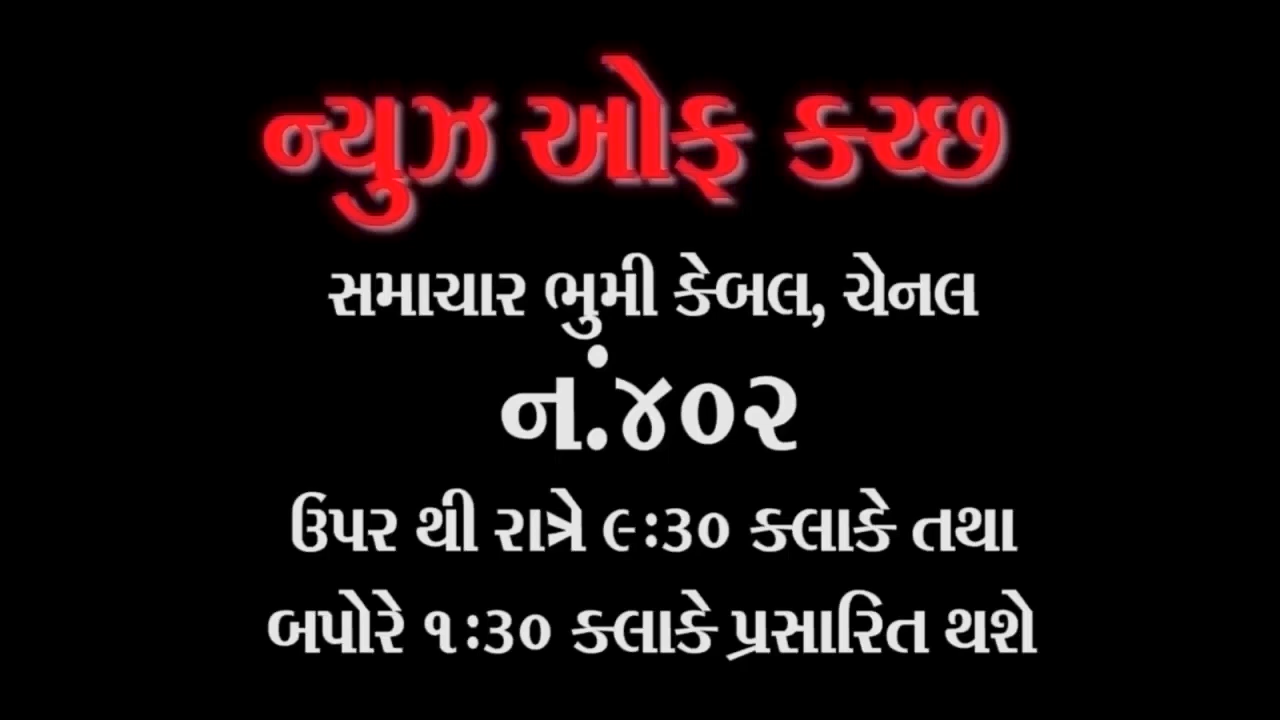 ન્યુઝ ઓફ કચ્છ
સમાચાર ભુમી કેબલ, ચેનલ
નં.૪૦૨
ઉપર થી રાત્રે ૯:૩૦ કલાકે તથા
બપોરે ૧:૩૦ કલાકે પ્રસારિત થશે